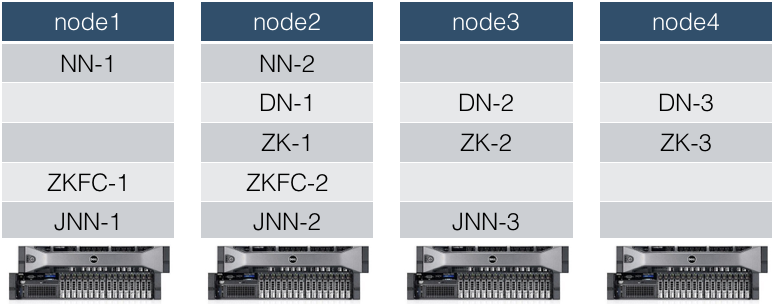 node1 node2 node3 node4
NN-1 NN-2
DN-1 DN-2 DN-3
ZK-1 ZK-2 ZK-3
ZKFC-1 ZKFC-2
JNN-1 JNN-2 JNN-3